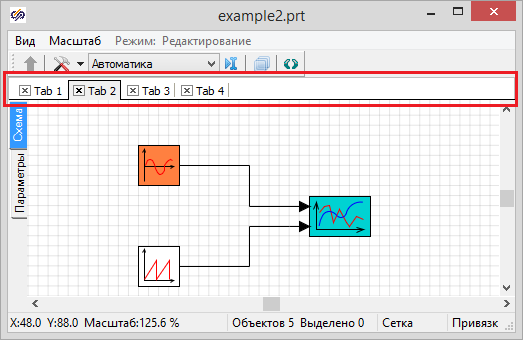 example2.prt
Вид Масштаб Режим: Редактирование
Автоматика
Tab 1 Tab 2 Tab 3 Tab 4
Схема
Параметры
X:48.0 Y:88.0 Масштаб:125.6 % Объектов 5 Выделено 0 Сетка Привязк